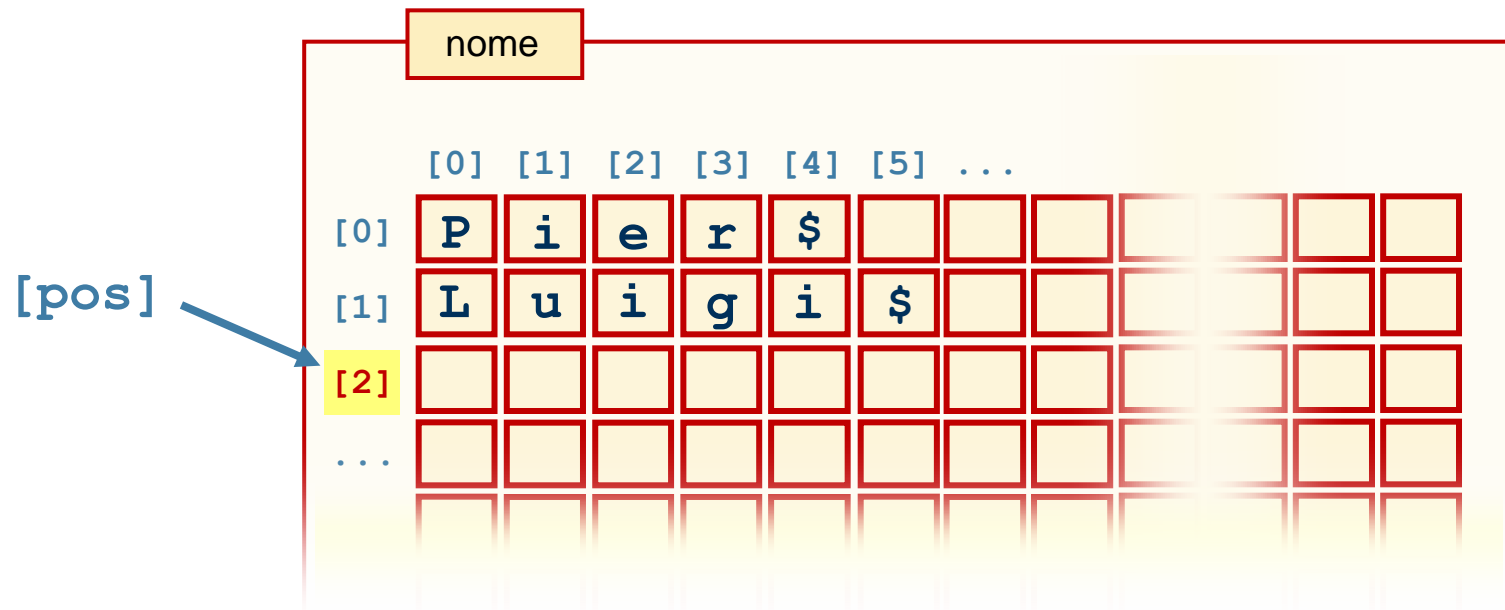 nome
[0] [1] [2] [3] [4] [5] ...
[0] P i e r $
[pos]
[1] L u i g i $
[2]
...